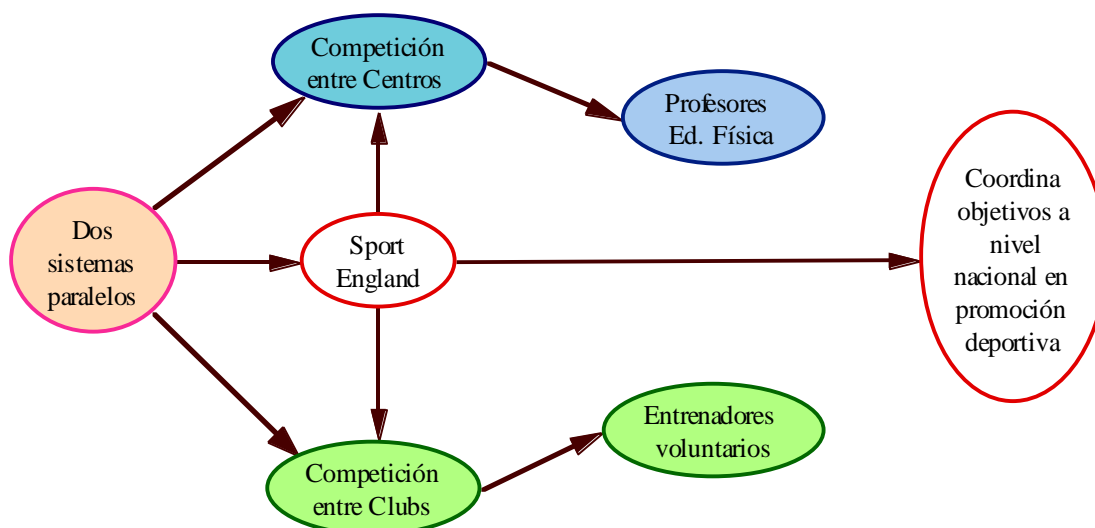 Competición
entre Centros
Profesores
Ed. Física
Dos
sistemas
paralelos
Sport
England
Coordina
objetivos a
nivel
nacional en
promoción
deportiva
Entrenadores
voluntarios
Competición
entre Clubs